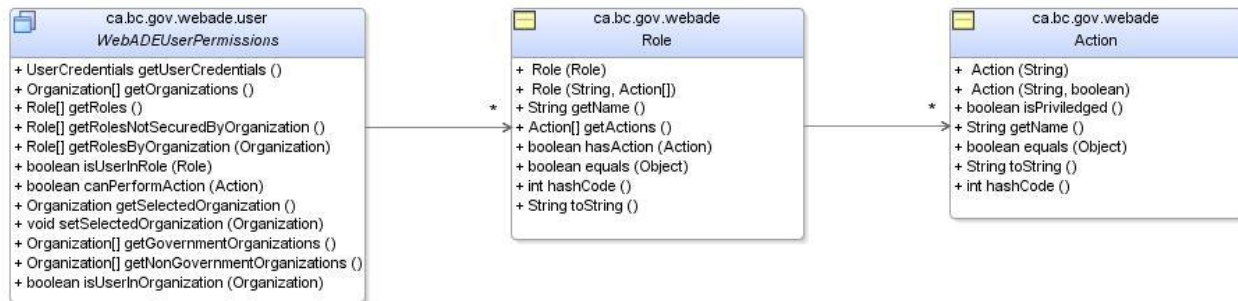 ca.bc.gov.webade.user
WebADEUserPermissions
+ UserCredentials getUserCredentials ()
+ Organization[] getOrganizations ()
+ Role[] getRoles ()
+ Role[] getRolesNotSecuredByOrganization ()
+ Role[] getRolesByOrganization (Organization)
+ boolean isUserInRole (Role)
+ boolean canPerformAction (Action)
+ Organization getSelectedOrganization ()
+ void setSelectedOrganization (Organization)
+ Organization[] getGovernmentOrganizations ()
+ Organization[] getNonGovernmentOrganizations ()
+ boolean isUserInOrganization (Organization)
*
ca.bc.gov.webade
Role
+ Role (Role)
+ Role (String, Action[])
+ String getName ()
+ Action[] getActions ()
+ boolean hasAction (Action)
+ boolean equals (Object)
+ int hashCode ()
+ String toString ()
*
ca.bc.gov.webade
Action
+ Action (String)
+ Action (String, boolean)
+ boolean isPriviledged ()
+ String getName ()
+ boolean equals (Object)
+ String toString ()
+ int hashCode ()